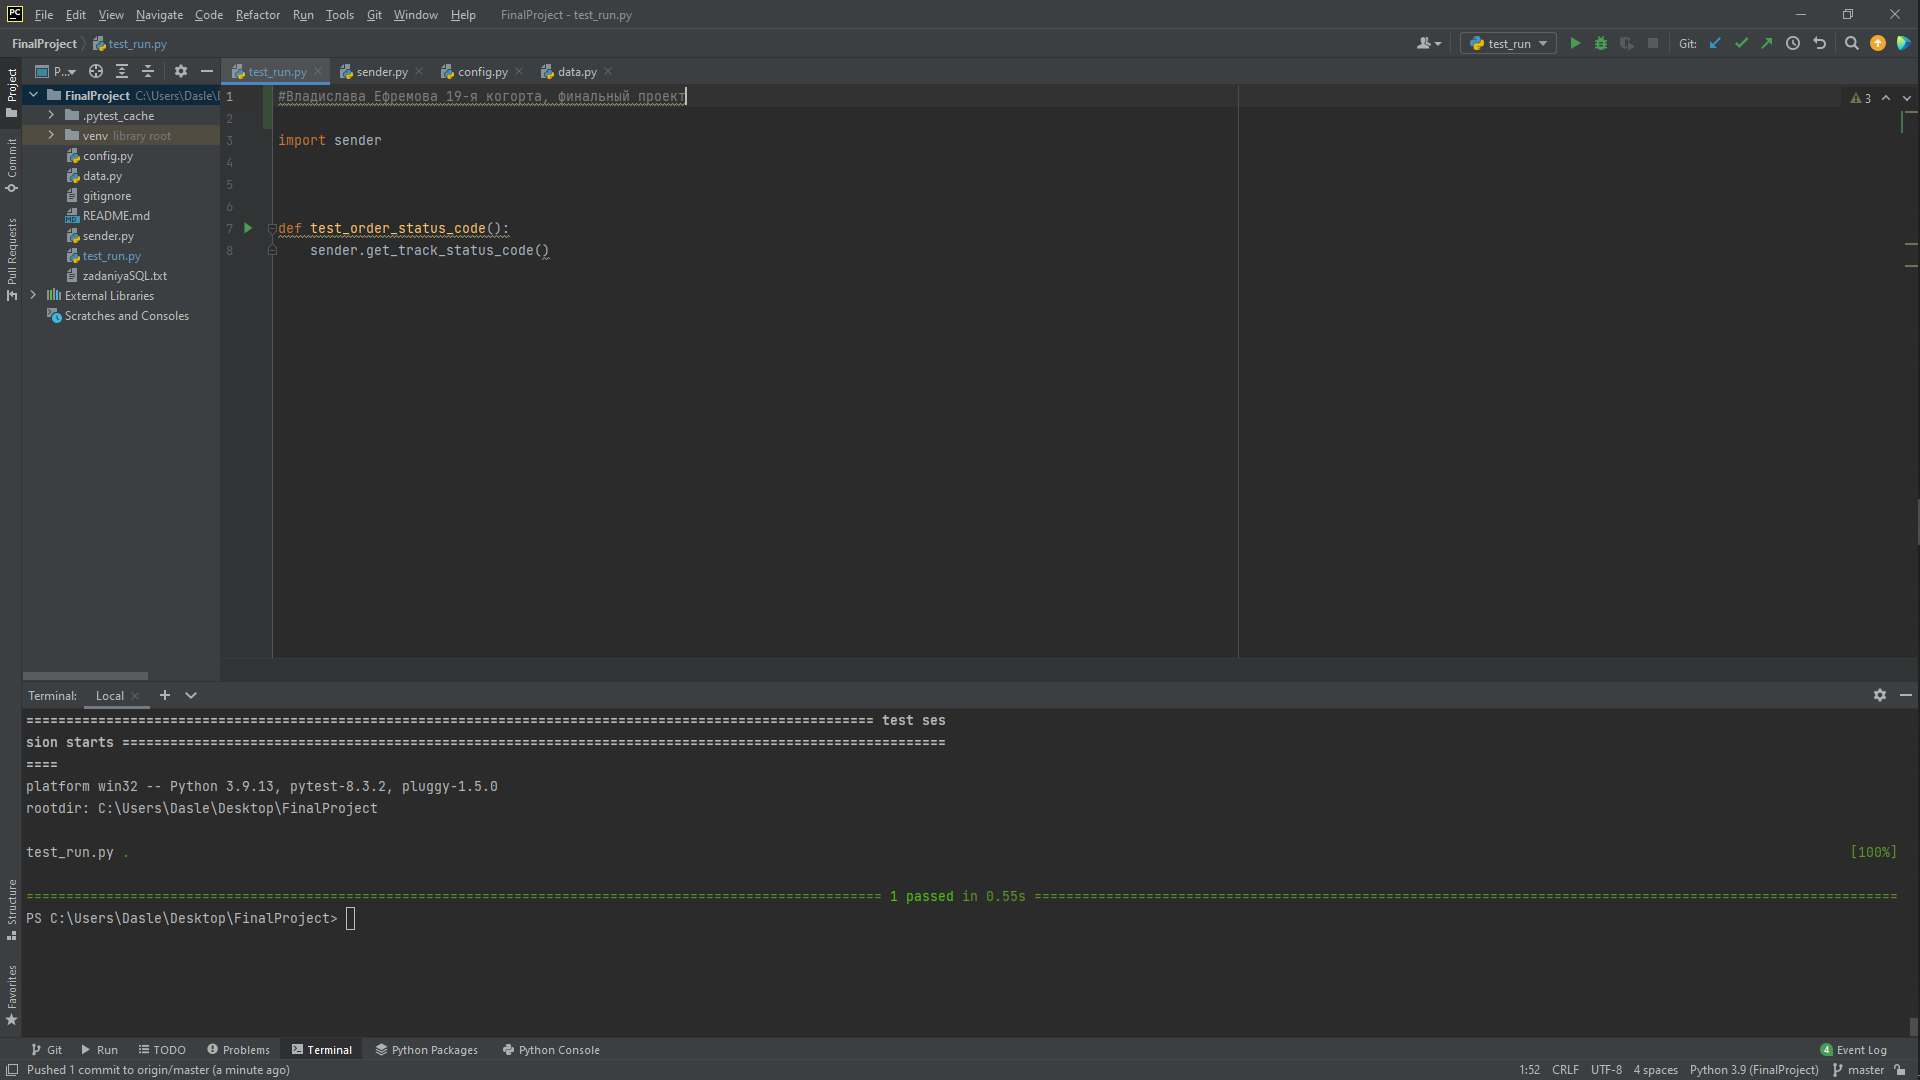 PC File Edit View Navigate Code Refactor Run Tools Git Window Help FinalProject - test_run.py
FinalProject test_run.py test_run Git:
P... test_run.py sender.py config.py data.py
Project
Commit
Pull Requests
Structure
Favorites
FinalProject C:\Users\Dasle\
.pytest_cache
venv library root
config.py
data.py
gitignore
README.md
sender.py
test_run.py
zadaniyaSQL.txt
External Libraries
Scratches and Consoles
1 #Владислава Ефремова 19-я когорта, финальный проект
2
3 import sender
4
5
6
7 def test_order_status_code():
8 sender.get_track_status_code()
3
Terminal: Local
========================================================================================================== test ses
sion starts =======================================================================================================
====
platform win32 -- Python 3.9.13, pytest-8.3.2, pluggy-1.5.0
rootdir: C:\Users\Dasle\Desktop\FinalProject
test_run.py . [100%]
=========================================================================================================== 1 passed in 0.55s ============================================================================================================
PS C:\Users\Dasle\Desktop\FinalProject>
Git Run TODO Problems Terminal Python Packages Python Console 4 Event Log
Pushed 1 commit to origin/master (a minute ago) 1:52 CRLF UTF-8 4 spaces Python 3.9 (FinalProject) master